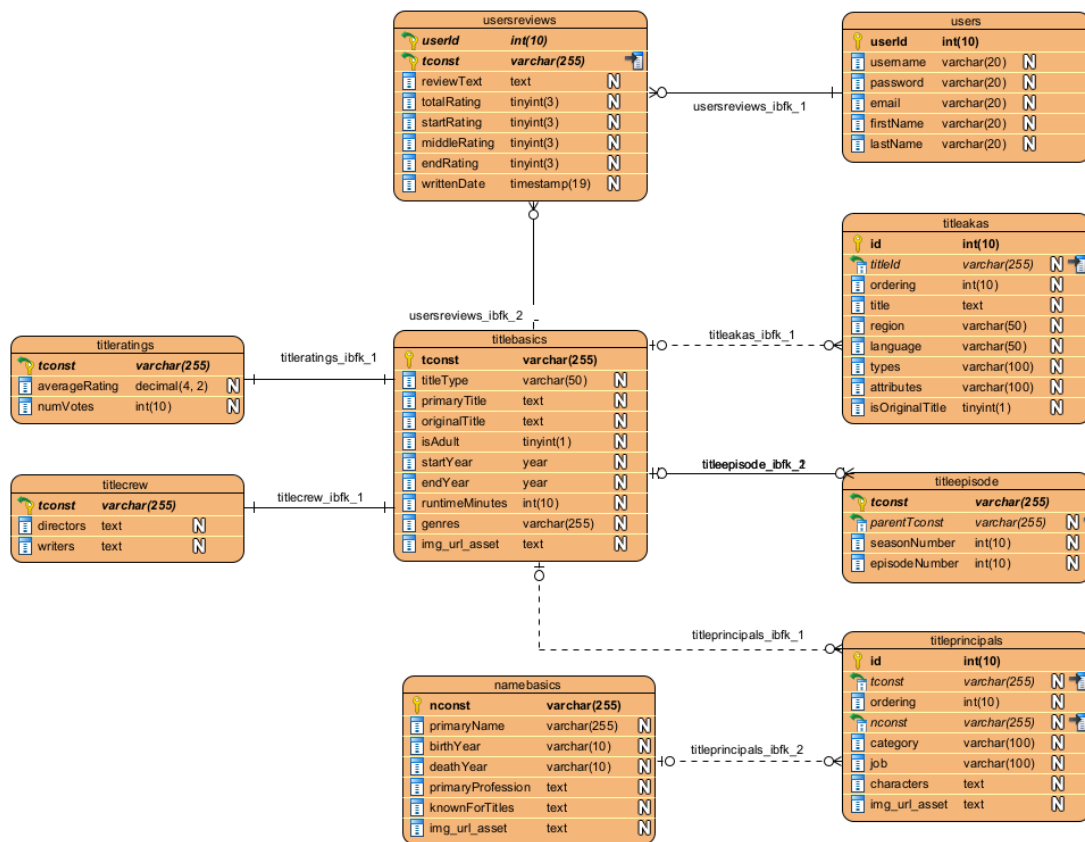 usersreviews
userId int(10)
tconst varchar(255)
reviewText text N
totalRating tinyint(3) N
startRating tinyint(3) N
middleRating tinyint(3) N
endRating tinyint(3) N
writtenDate timestamp(19) N
usersreviews_ibfk_1
users
userId int(10)
username varchar(20) N
password varchar(20) N
email varchar(20) N
firstName varchar(20) N
lastName varchar(20) N
titleakas
id int(10)
titleId varchar(255) N
ordering int(10) N
title text N
region varchar(50) N
language varchar(50) N
types varchar(100) N
attributes varchar(100) N
isOriginalTitle tinyint(1) N
usersreviews_ibfk_2
titleratings
tconst varchar(255)
averageRating decimal(4, 2) N
numVotes int(10) N
titleratings_ibfk_1
titlebasics
tconst varchar(255)
titleType varchar(50) N
primaryTitle text N
originalTitle text N
isAdult tinyint(1) N
startYear year N
endYear year N
runtimeMinutes int(10) N
genres varchar(255) N
img_url_asset text N
titleakas_ibfk_1
titlecrew
tconst varchar(255)
directors text N
writers text N
titlecrew_ibfk_1
titleepisode
tconst varchar(255)
parentTconst varchar(255) N
seasonNumber int(10) N
episodeNumber int(10) N
titleprincipals_ibfk_1
titleprincipals
id int(10)
tconst varchar(255) N
ordering int(10) N
nconst varchar(255) N
category varchar(100) N
job varchar(100) N
characters text N
img_url_asset text N
namebasics
nconst varchar(255)
primaryName varchar(255) N
birthYear varchar(10) N
deathYear varchar(10) N
primaryProfession text N
knownForTitles text N
img_url_asset text N
titleprincipals_ibfk_2